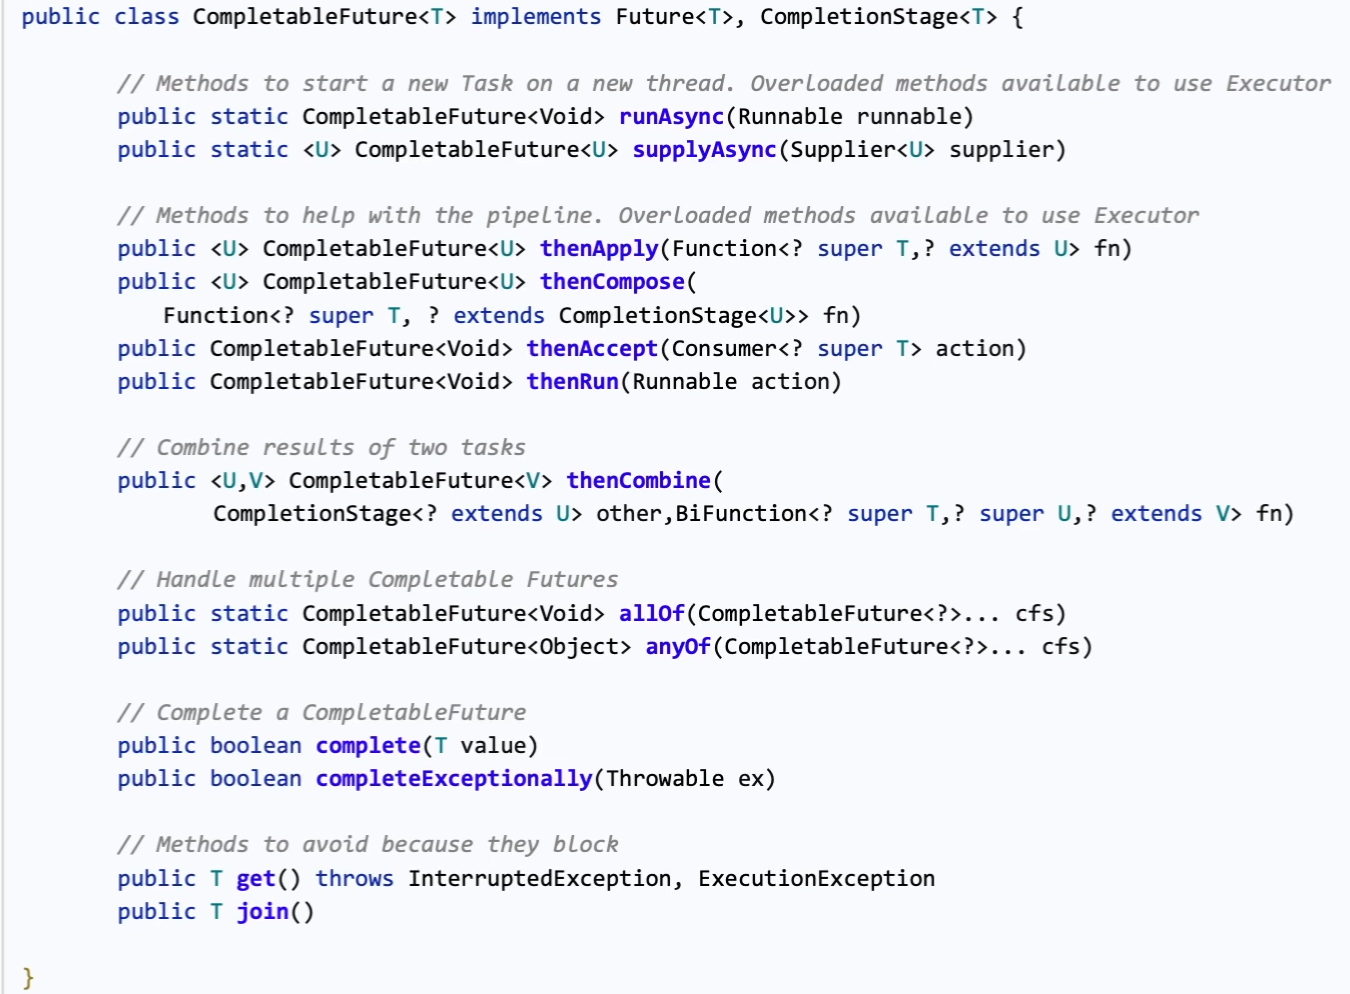 public class CompletableFuture<T> implements Future<T>, CompletionStage<T> {
// Methods to start a new Task on a new thread. Overloaded methods available to use Executor
public static CompletableFuture<Void> runAsync(Runnable runnable)
public static <U> CompletableFuture<U> supplyAsync(Supplier<U> supplier)
// Methods to help with the pipeline. Overloaded methods available to use Executor
public <U> CompletableFuture<U> thenApply(Function<? super T,? extends U> fn)
public <U> CompletableFuture<U> thenCompose(
Function<? super T, ? extends CompletionStage<U>> fn)
public CompletableFuture<Void> thenAccept(Consumer<? super T> action)
public CompletableFuture<Void> thenRun(Runnable action)
// Combine results of two tasks
public <U,V> CompletableFuture<V> thenCombine(
CompletionStage<? extends U> other,BiFunction<? super T,? super U,? extends V> fn)
// Handle multiple Completable Futures
public static CompletableFuture<Void> allOf(CompletableFuture<?>... cfs)
public static CompletableFuture<Object> anyOf(CompletableFuture<?>... cfs)
// Complete a CompletableFuture
public boolean complete(T value)
public boolean completeExceptionally(Throwable ex)
// Methods to avoid because they block
public T get() throws InterruptedException, ExecutionException
public T join()
}